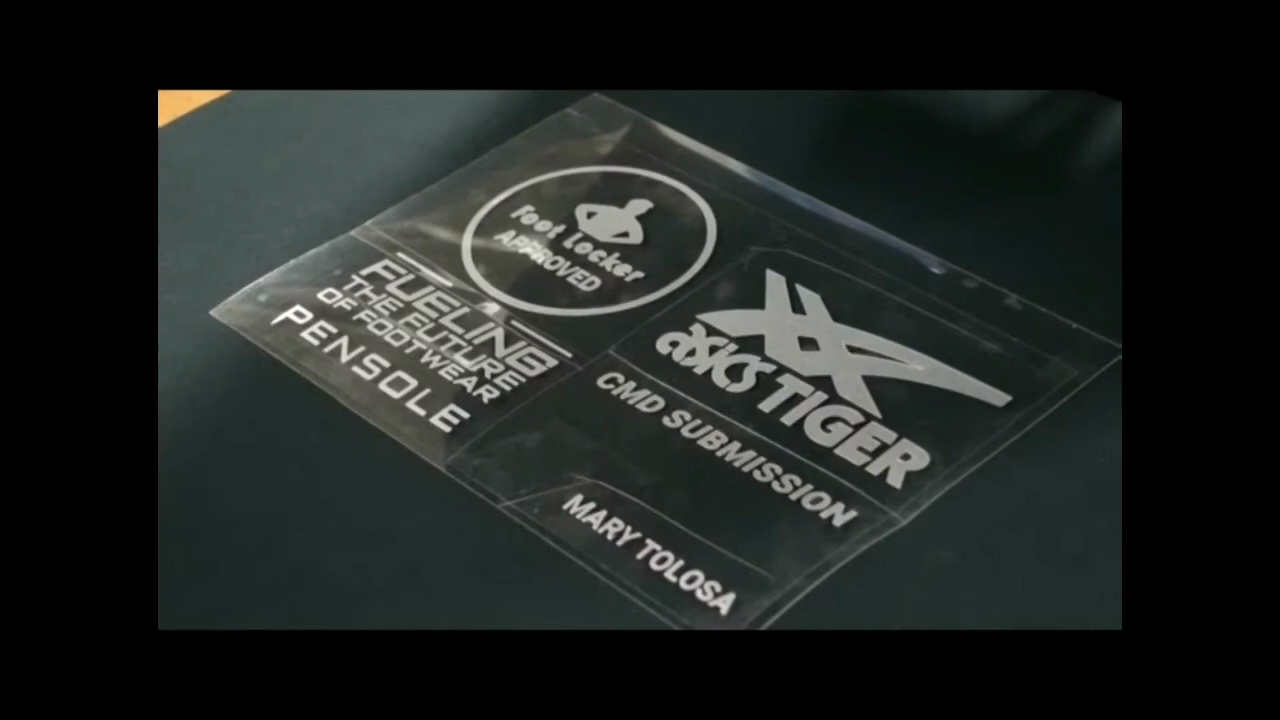 Foot Locker
APPROVED
FUELING
THE FUTURE
OF FOOTWEAR
PENSOLE
asics TIGER
CMD SUBMISSION
MARY TOLOSA